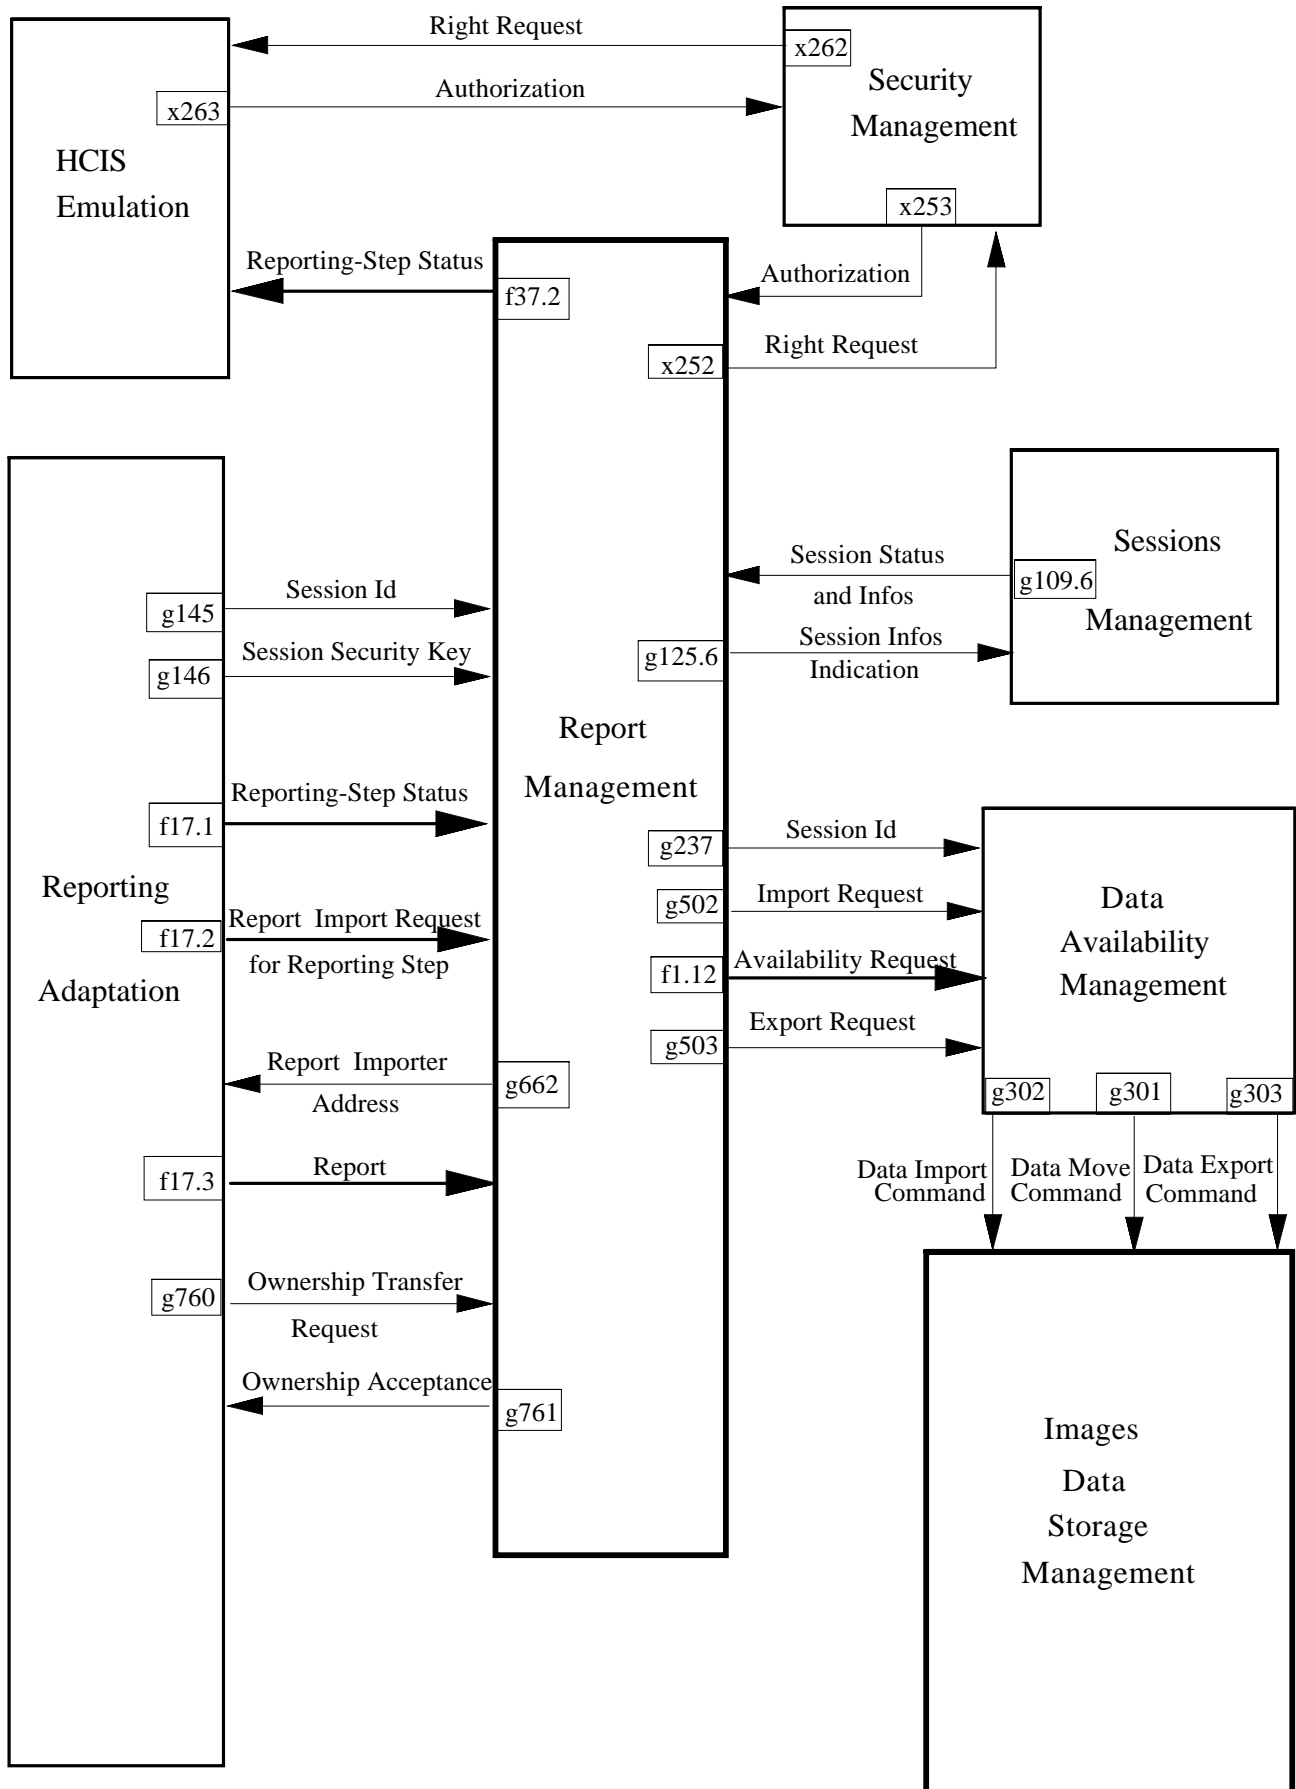 Right Request
x262
Security
Management
Authorization
x263
HCIS
Emulation
x253
Reporting-Step Status
f37.2
Authorization
Right Request
x252
Sessions
Management
Session Status
and Infos
g109.6
Session Infos
Indication
g125.6
g145
Session Id
g146
Session Security Key
Report
Management
Reporting-Step Status
f17.1
Reporting
Adaptation
f17.2
Report Import Request
for Reporting Step
g237
Session Id
g502
Import Request
f1.12
Availability Request
g503
Export Request
Data
Availability
Management
Report Importer
Address
g662
g302
g301
g303
f17.3
Report
Data Import
Command
Data Move
Command
Data Export
Command
g760
Ownership Transfer
Request
Ownership Acceptance
g761
Images
Data
Storage
Management